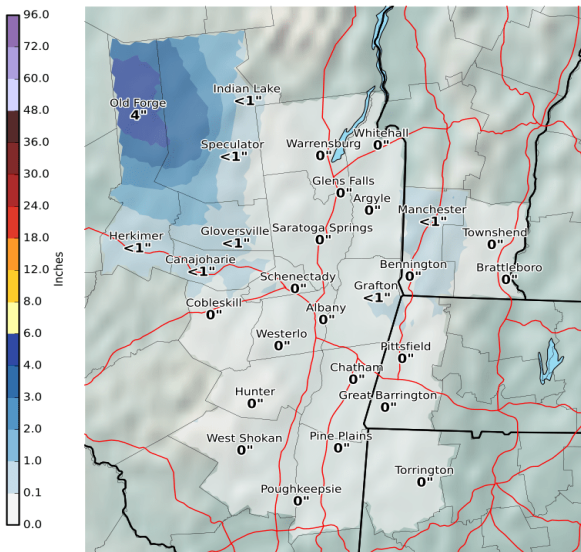 96.0
72.0
60.0
48.0
36.0
30.0
24.0
18.0
12.0
8.0
6.0
4.0
3.0
2.0
1.0
0.1
0.0
Inches
Indian Lake
<1"
Old Forge
4"
Whitehall
0"
Warrensburg
0"
Speculator
<1"
Glens Falls
0"
Argyle
0"
Manchester
<1"
Saratoga Springs
0"
Gloversville
<1"
Herkimer
<1"
Townshend
0"
Canajoharie
<1"
Bennington
0"
Brattleboro
0"
Schenectady
0"
Grafton
<1"
Cobleskill
0"
Albany
0"
Westerlo
0"
Pittsfield
0"
Chatham
0"
Hunter
0"
Great Barrington
0"
West Shokan
0"
Pine Plains
0"
Torrington
0"
Poughkeepsie
0"